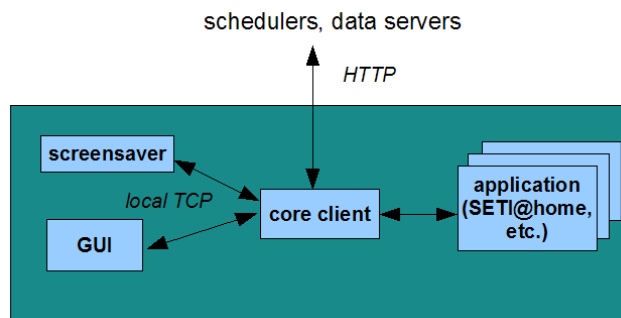 schedulers, data servers
HTTP
screensaver
local TCP
core client
GUI
application
(SETI@home,
etc.)